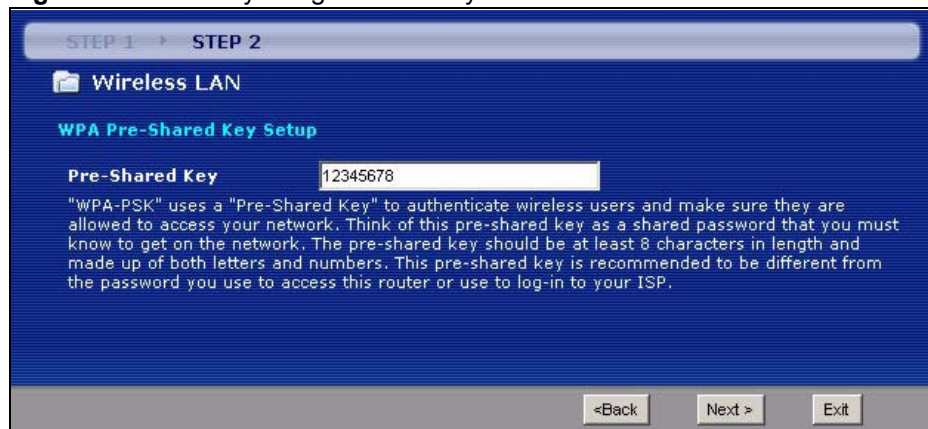 STEP 1 STEP 2
Wireless LAN
WPA Pre-Shared Key Setup
Pre-Shared Key 12345678
"WPA-PSK" uses a "Pre-Shared Key" to authenticate wireless users and make sure they are
allowed to access your network. Think of this pre-shared key as a shared password that you must
know to get on the network. The pre-shared key should be at least 8 characters in length and
made up of both letters and numbers. This pre-shared key is recommended to be different from
the password you use to access this router or use to log-in to your ISP.
<Back Next > Exit